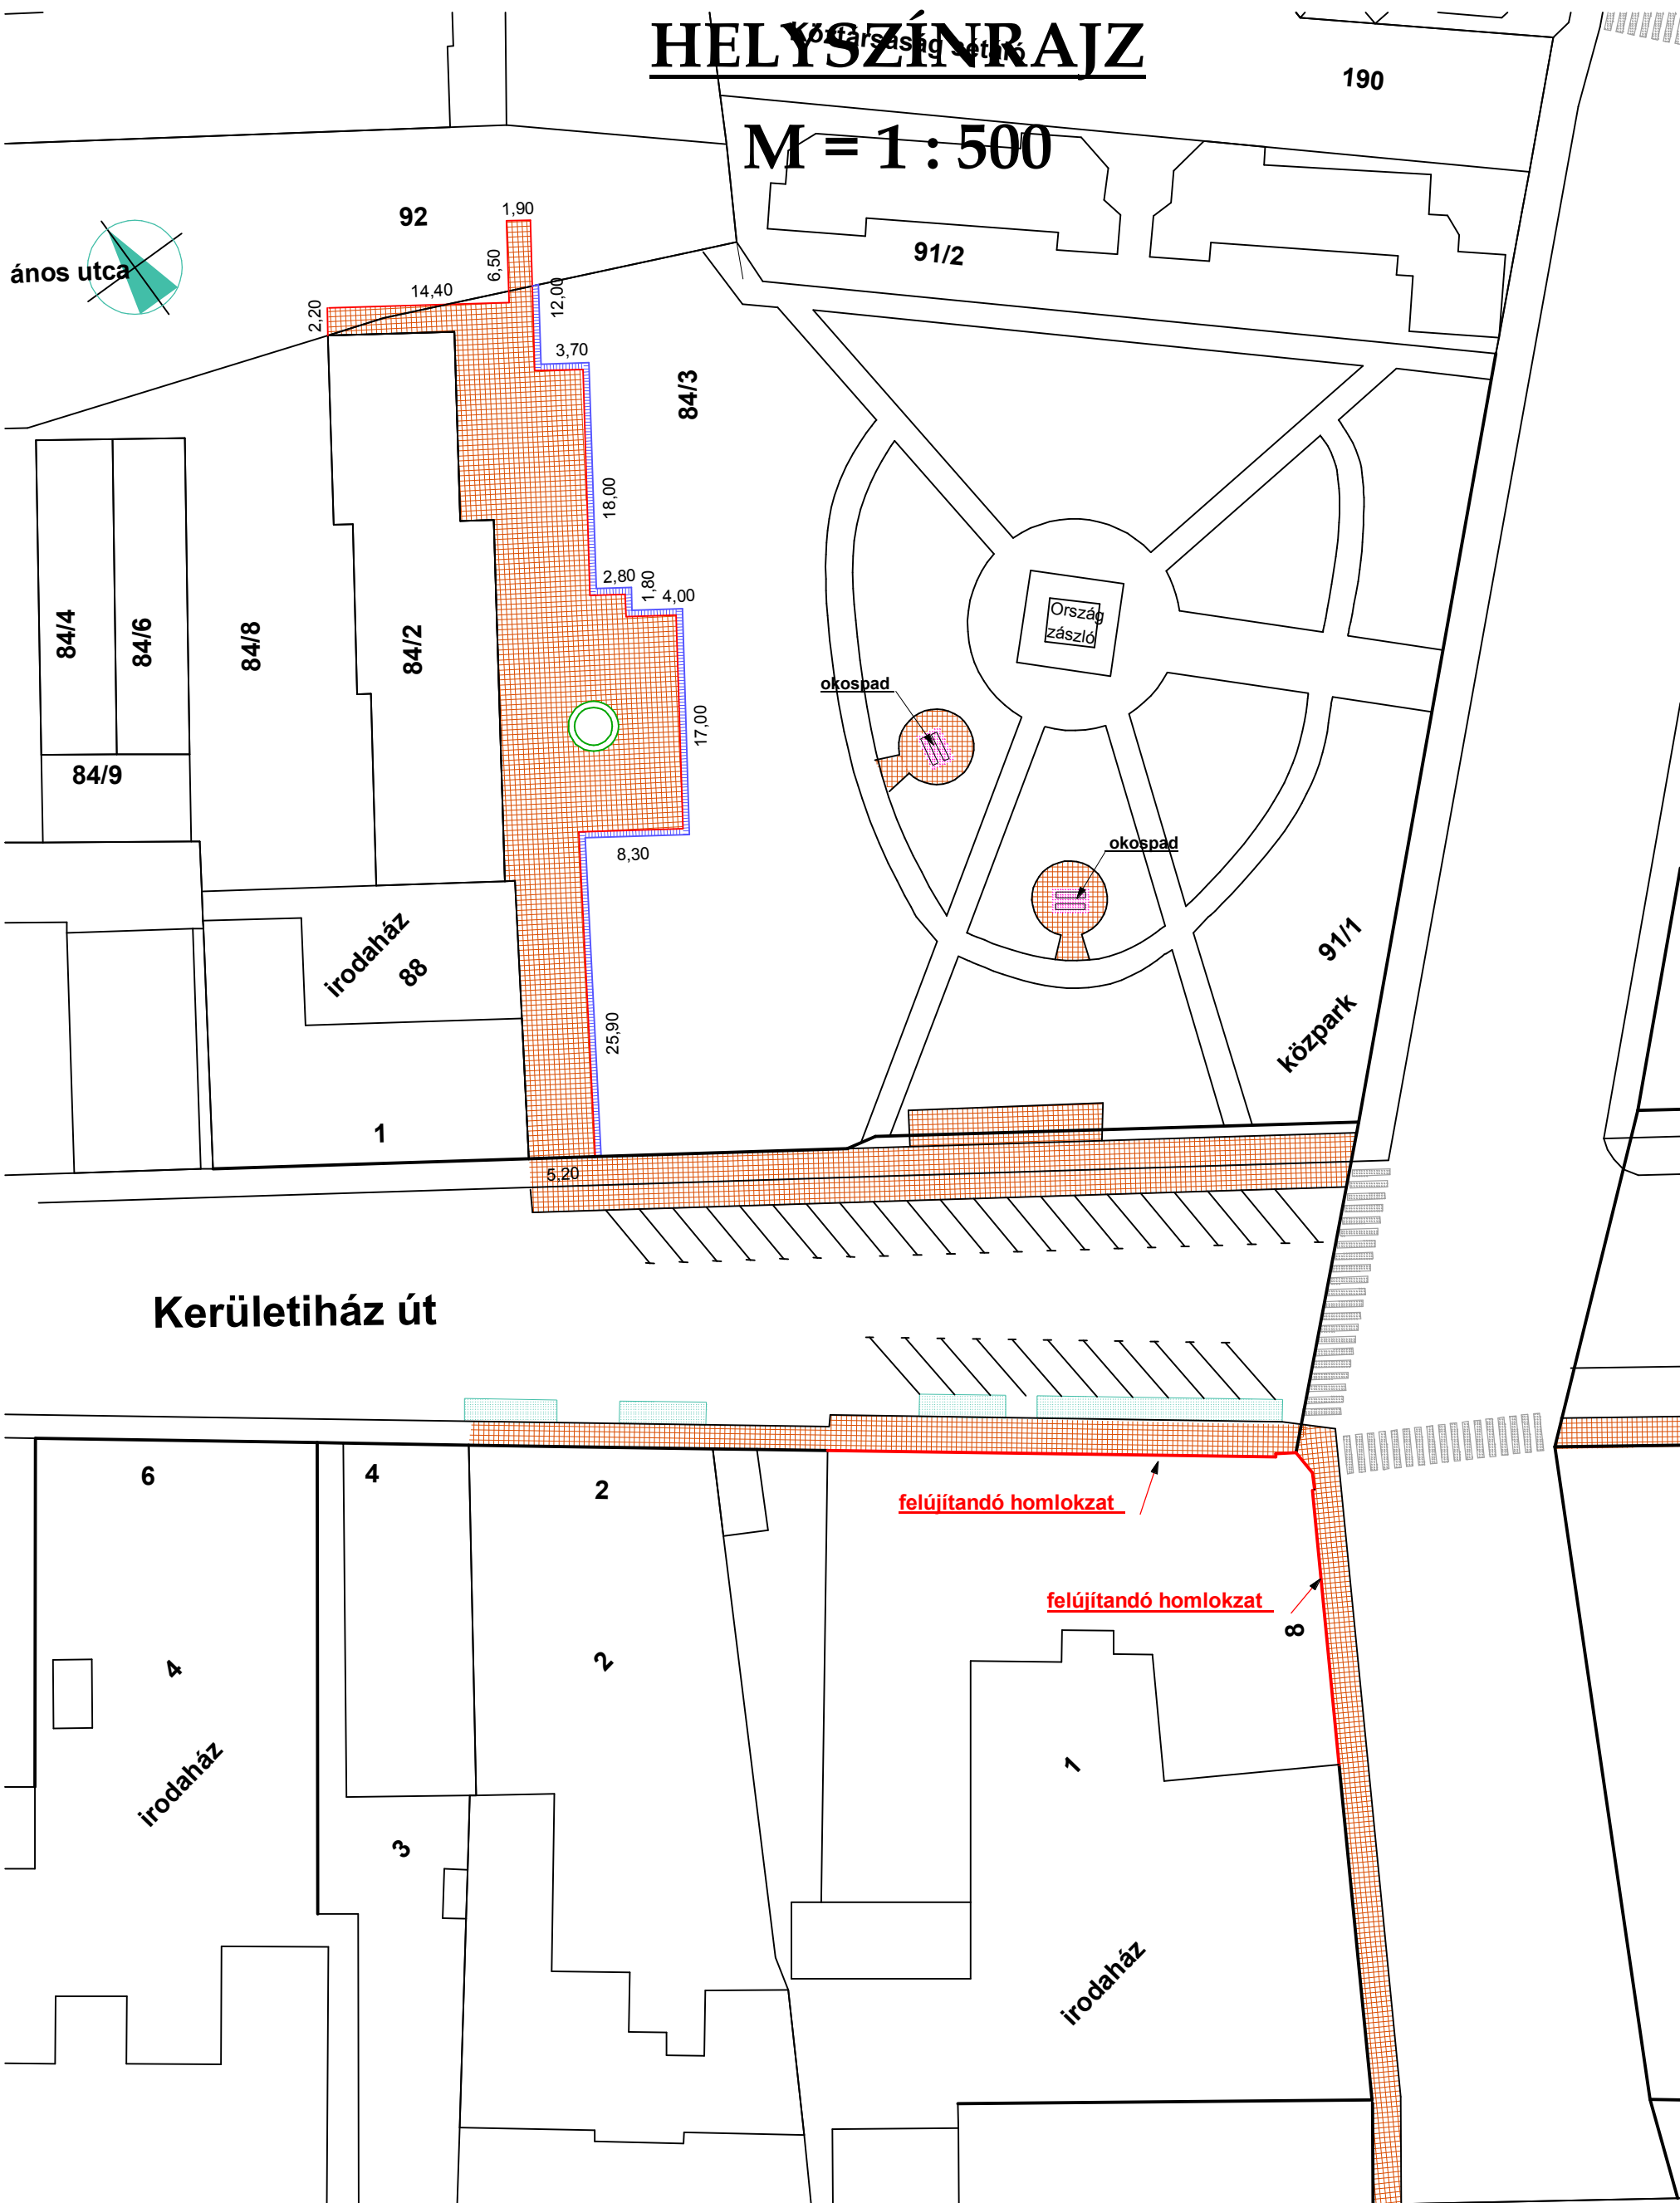 HELYSZÍNRAJZ
Köztársaság sétáló
M = 1 : 500
190
92
1,90
6,50
91/2
ános utca
14,40
12,00
2,20
3,70
84/3
18,00
2,80
1,80
4,00
Ország
zászló
84/4
84/6
84/8
84/2
okospad
17,00
84/9
8,30
okospad
irodaház
88
91/1
közpark
25,90
1
5,20
Kerületiház út
6
4
2
felújítandó homlokzat
felújítandó homlokzat
8
4
2
irodaház
1
3
irodaház